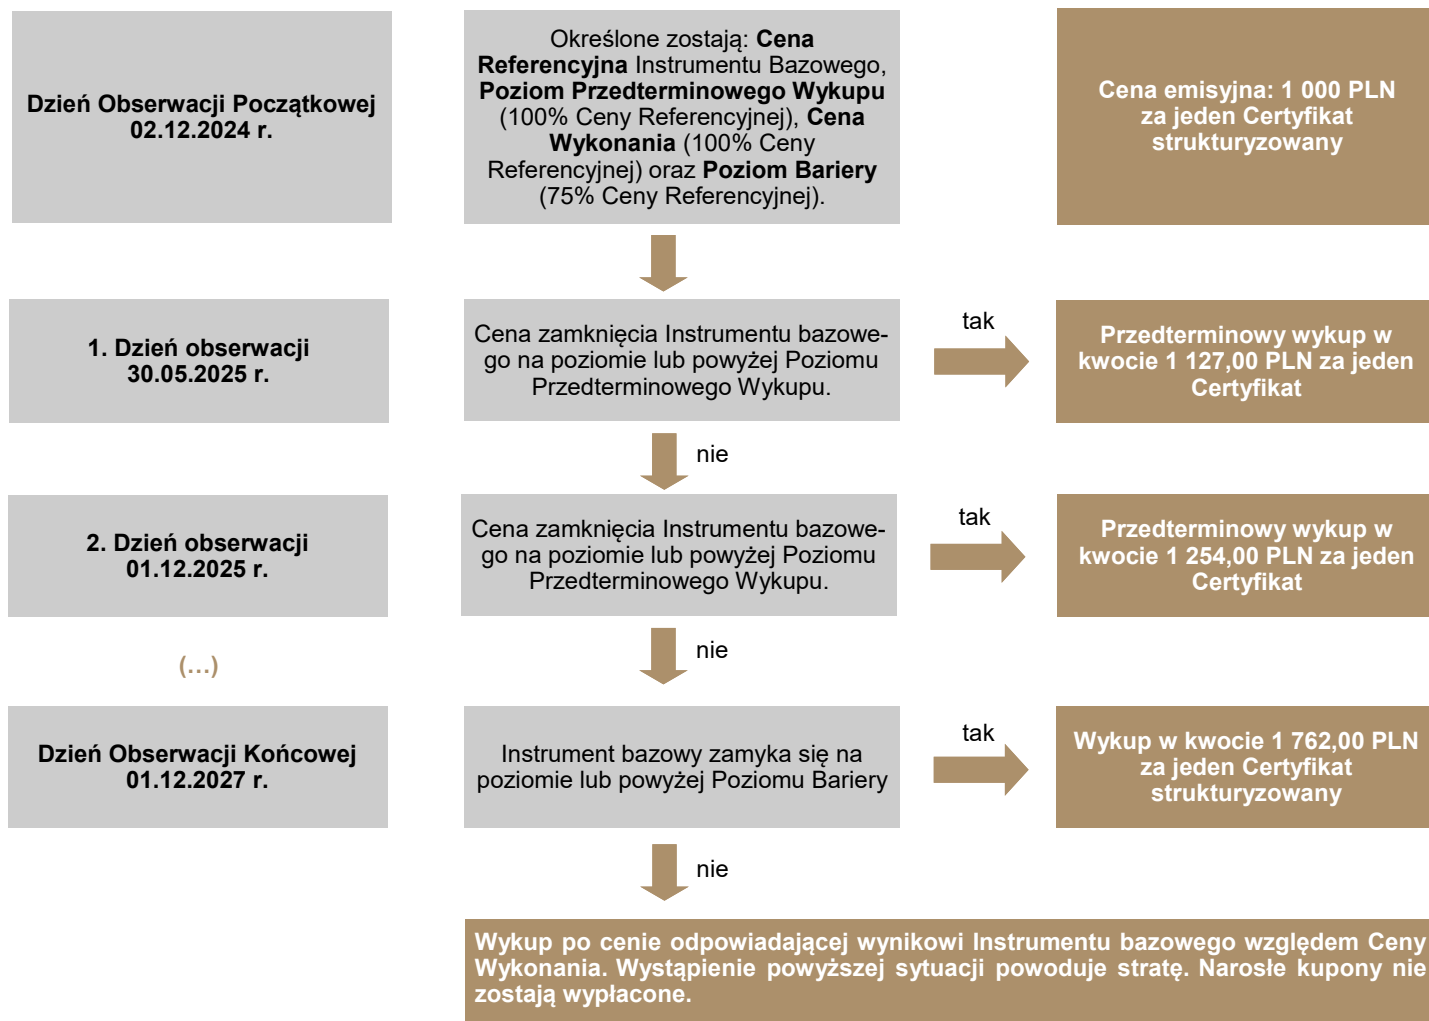 Dzień Obserwacji Początkowej
02.12.2024 r.
Określone zostają: Cena
Referencyjna Instrumentu Bazowego,
Poziom Przedterminowego Wykupu
(100% Ceny Referencyjnej), Cena
Wykonania (100% Ceny
Referencyjnej) oraz Poziom Bariery
(75% Ceny Referencyjnej).
Cena emisyjna: 1 000 PLN
za jeden Certyfikat
strukturyzowany
1. Dzień obserwacji
30.05.2025 r.
Cena zamknięcia Instrumentu bazowe-
go na poziomie lub powyżej Poziomu
Przedterminowego Wykupu.
tak
Przedterminowy wykup w
kwocie 1 127,00 PLN za jeden
Certyfikat
nie
2. Dzień obserwacji
01.12.2025 r.
Cena zamknięcia Instrumentu bazowe-
go na poziomie lub powyżej Poziomu
Przedterminowego Wykupu.
tak
Przedterminowy wykup w
kwocie 1 254,00 PLN za jeden
Certyfikat
nie
(…)
Dzień Obserwacji Końcowej
01.12.2027 r.
Instrument bazowy zamyka się na
poziomie lub powyżej Poziomu Bariery
tak
Wykup w kwocie 1 762,00 PLN
za jeden Certyfikat
strukturyzowany
nie
Wykup po cenie odpowiadającej wynikowi Instrumentu bazowego względem Ceny
Wykonania. Wystąpienie powyższej sytuacji powoduje stratę. Narosłe kupony nie
zostają wypłacone.